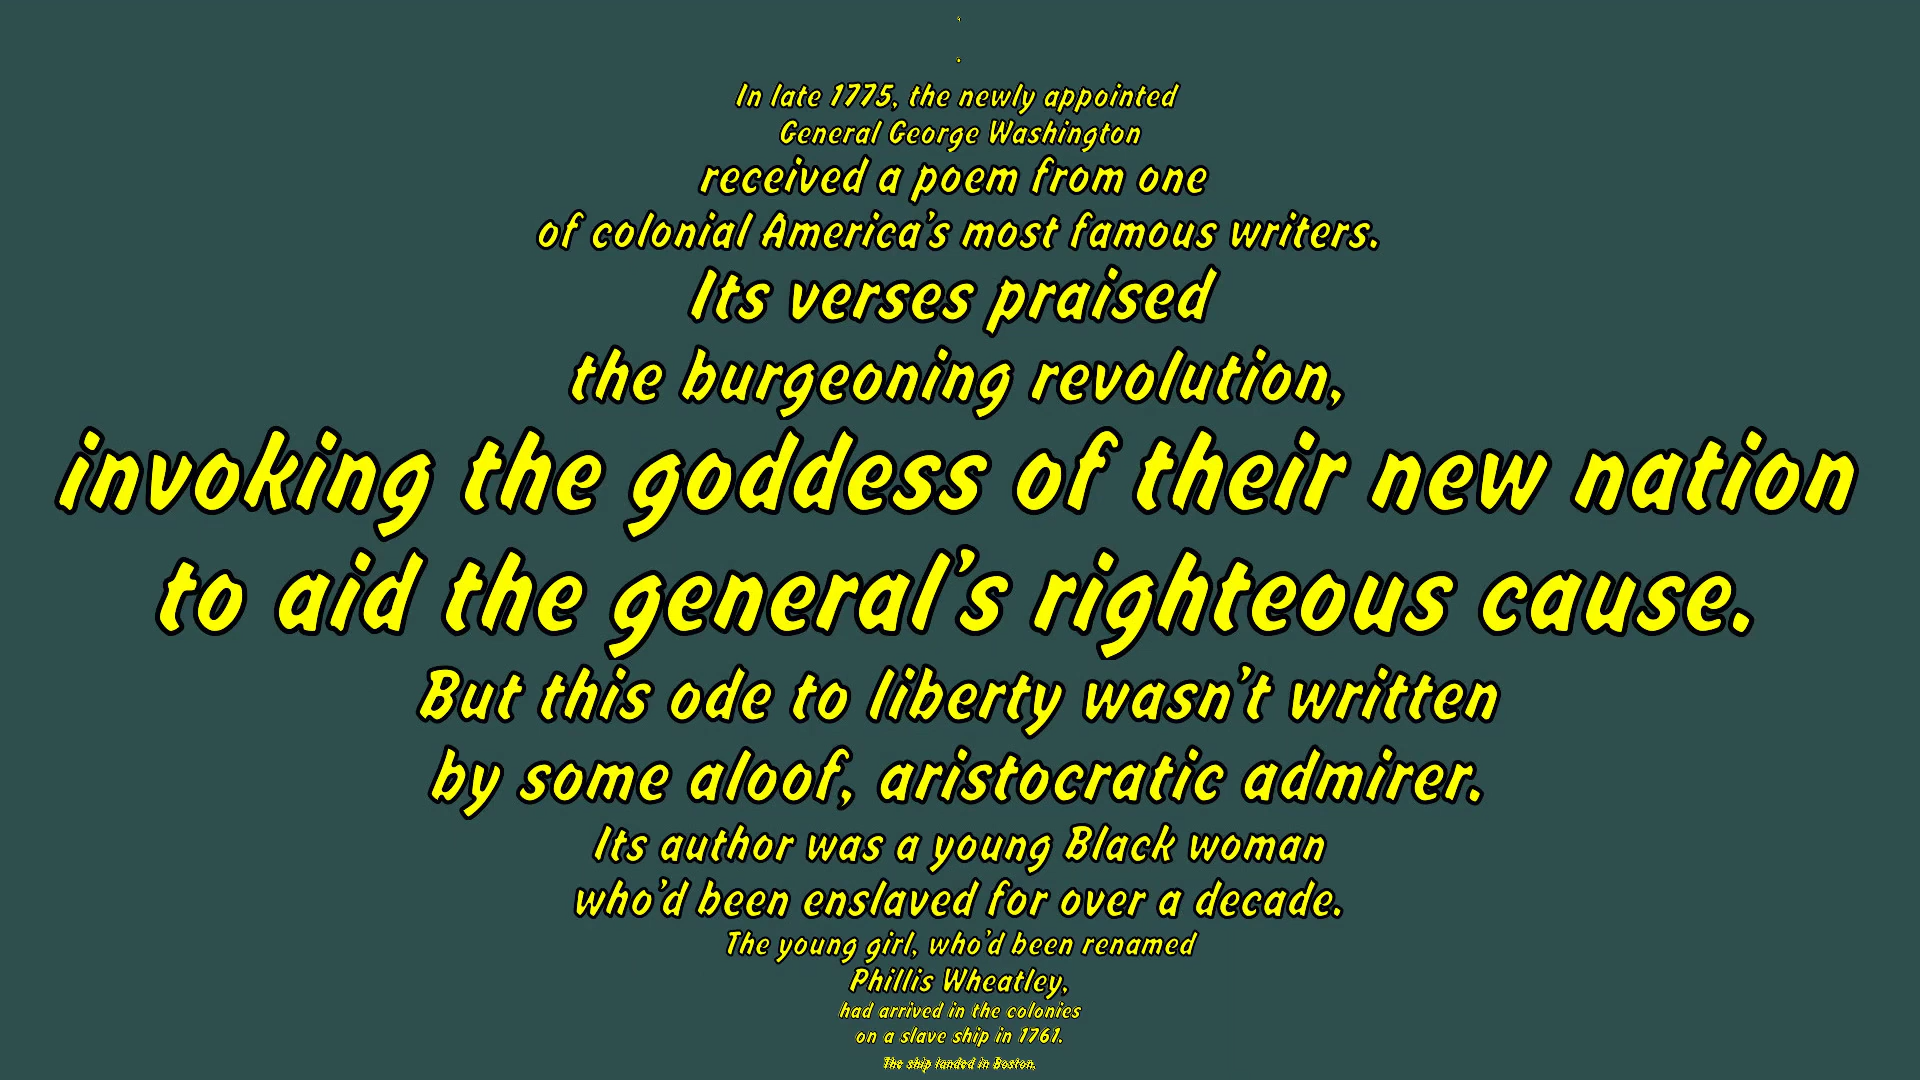 In late 1775, the newly appointed
General George Washington
received a poem from one
of colonial America’s most famous writers.
Its verses praised
the burgeoning revolution,
invoking the goddess of their new nation
to aid the general’s righteous cause.
But this ode to liberty wasn’t written
by some aloof, aristocratic admirer.
Its author was a young Black woman
who’d been enslaved for over a decade.
The young girl, who’d been renamed
Phillis Wheatley,
had arrived in the colonies
on a slave ship in 1761.
The ship landed in Boston,